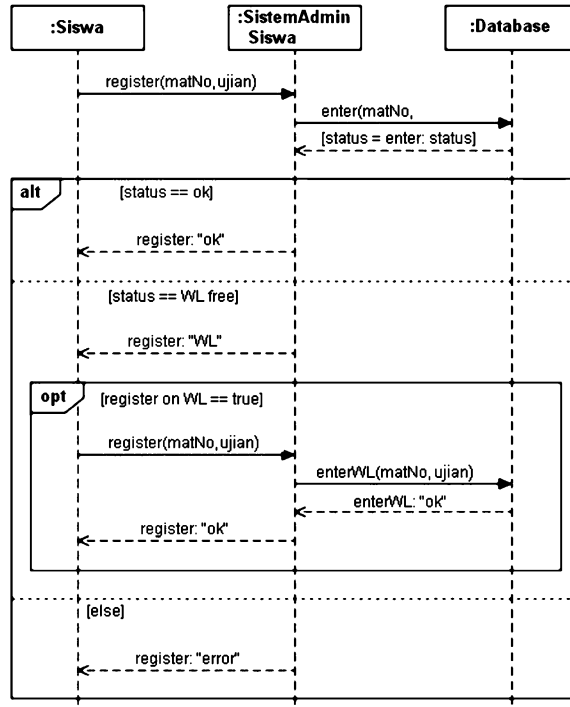 :Siswa
:SistemAdmin
Siswa
:Database
register(matNo,ujian)
enter(matNo,
[status = enter: status]
alt
[status == ok]
register: "ok"
[status == WL free]
register: "WL"
opt
[register on WL == true]
register(matNo,ujian)
enterWL(matNo, ujian)
enterWL: "ok"
register: "ok"
[else]
register: "error"